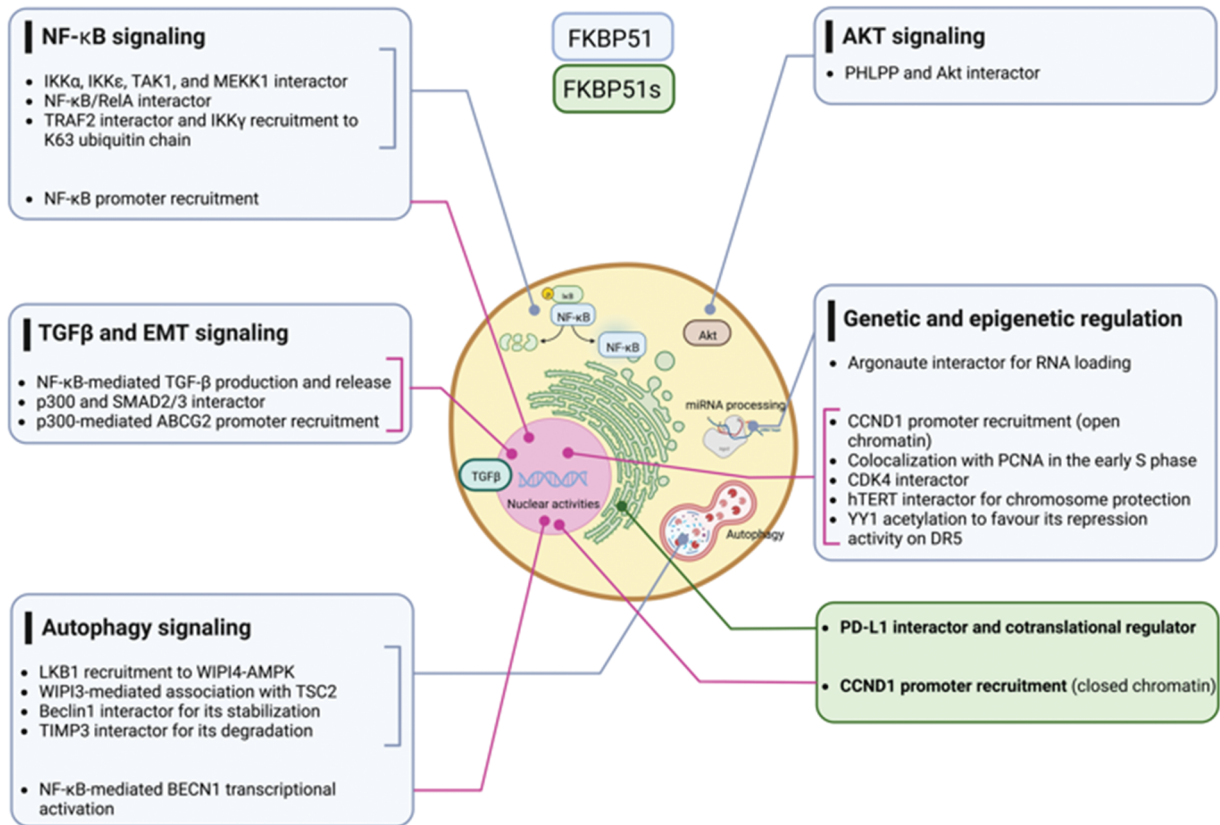 NF-κB signaling
• IKKα, IKKε, TAK1, and MEKK1 interactor
• NF-κB/RelA interactor
• TRAF2 interactor and IKKγ recruitment to
K63 ubiquitin chain
• NF-κB promoter recruitment
FKBP51
FKBP51s
AKT signaling
• PHLPP and Akt interactor
TGFβ and EMT signaling
• NF-κB-mediated TGF-β production and release
• p300 and SMAD2/3 interactor
• p300-mediated ABCG2 promoter recruitment
P
IκB
NF-κB
NF-κB
Akt
miRNA processing
TGFβ
Nuclear activities
Autophagy
Genetic and epigenetic regulation
• Argonaute interactor for RNA loading
• CCND1 promoter recruitment (open
chromatin)
• Colocalization with PCNA in the early S phase
• CDK4 interactor
• hTERT interactor for chromosome protection
• YY1 acetylation to favour its repression
activity on DR5
Autophagy signaling
• LKB1 recruitment to WIPI4-AMPK
• WIPI3-mediated association with TSC2
• Beclin1 interactor for its stabilization
• TIMP3 interactor for its degradation
• NF-κB-mediated BECN1 transcriptional
activation
• PD-L1 interactor and cotranslational regulator
• CCND1 promoter recruitment (closed chromatin)